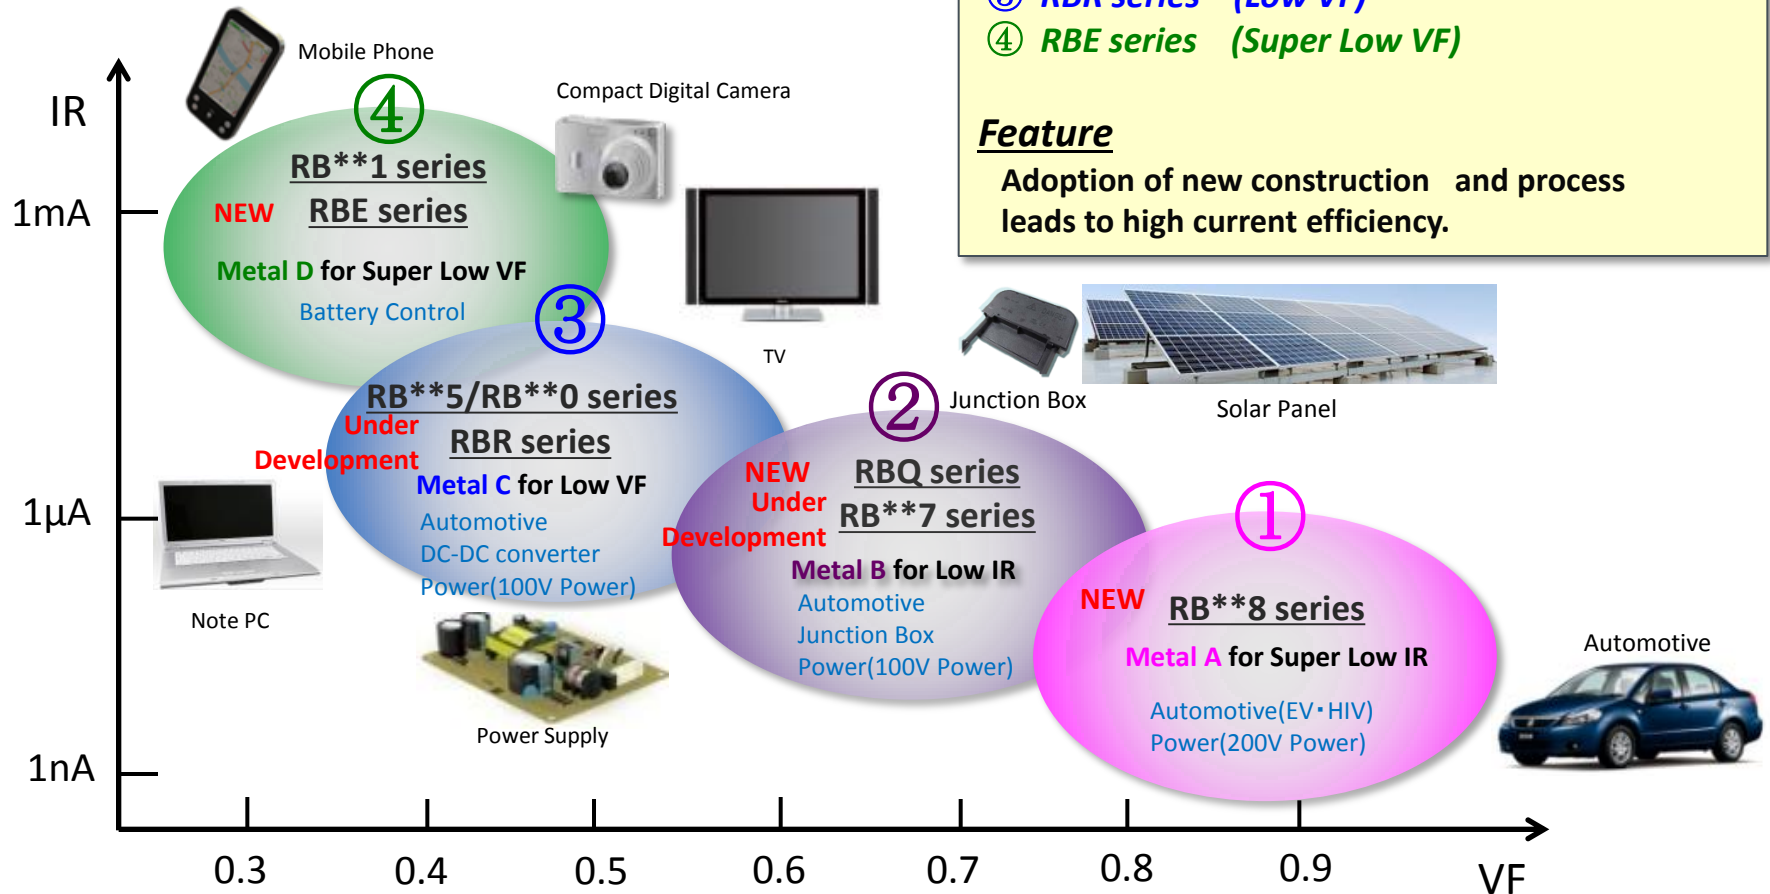 ③ RBR series (Low VF)
④ RBE series (Super Low VF)
Feature
Adoption of new construction and process
leads to high current efficiency.
IR
1mA
1µA
1nA
Mobile Phone
Compact Digital Camera
④
RB**1 series
NEW RBE series
Metal D for Super Low VF
Battery Control
TV
③
RB**5/RB**0 series
Under
Development
RBR series
Metal C for Low VF
Automotive
DC-DC converter
Power(100V Power)
Note PC
Power Supply
Junction Box
Solar Panel
②
NEW RBQ series
Under
Development
RB**7 series
Metal B for Low IR
Automotive
Junction Box
Power(100V Power)
①
NEW RB**8 series
Metal A for Super Low IR
Automotive(EV・HIV)
Power(200V Power)
Automotive
0.3 0.4 0.5 0.6 0.7 0.8 0.9 VF